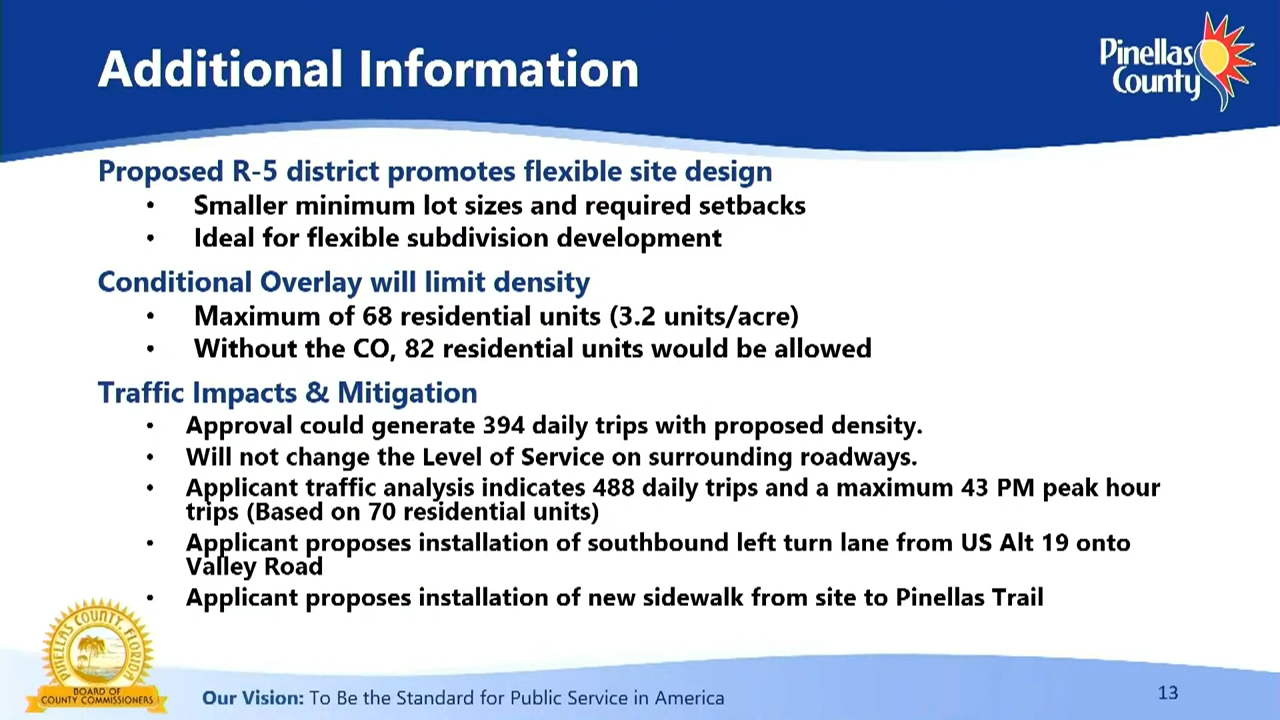 Additional Information
Pinellas
County
Proposed R-5 district promotes flexible site design
• Smaller minimum lot sizes and required setbacks
• Ideal for flexible subdivision development
Conditional Overlay will limit density
• Maximum of 68 residential units (3.2 units/acre)
• Without the CO, 82 residential units would be allowed
Traffic Impacts & Mitigation
• Approval could generate 394 daily trips with proposed density.
• Will not change the Level of Service on surrounding roadways.
• Applicant traffic analysis indicates 488 daily trips and a maximum 43 PM peak hour
trips (Based on 70 residential units)
• Applicant proposes installation of southbound left turn lane from US Alt 19 onto
Valley Road
• Applicant proposes installation of new sidewalk from site to Pinellas Trail
PINELLAS COUNTY, FLORIDA
BOARD OF
COUNTY COMMISSIONERS
Our Vision: To Be the Standard for Public Service in America
13